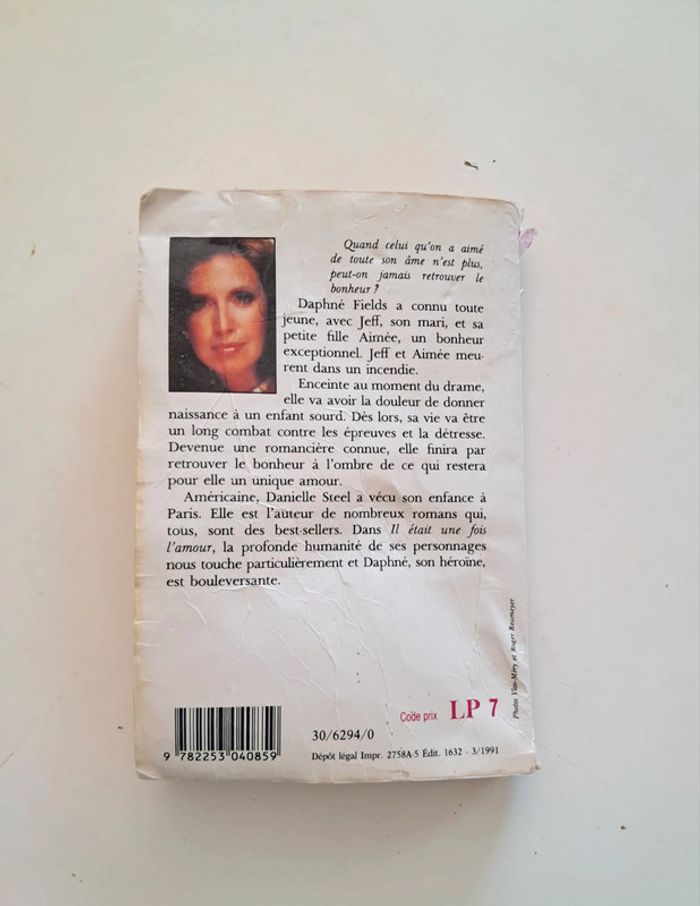 Quand celui qu'on a aimé
de toute son âme n'est plus,
peut-on jamais retrouver le
bonheur ?
Daphné Fields a connu toute
jeune, avec Jeff, son mari, et sa
petite fille Aimée, un bonheur
exceptionnel. Jeff et Aimée meu-
rent dans un incendie.
Enceinte au moment du drame,
elle va avoir la douleur de donner
naissance à un enfant sourd. Dès lors, sa vie va être
un long combat contre les épreuves et la détresse.
Devenue une romancière connue, elle finira par
retrouver le bonheur à l'ombre de ce qui restera
pour elle un unique amour.
Américaine, Danielle Steel a vécu son enfance à
Paris. Elle est l'auteur de nombreux romans qui,
tous, sont des best-sellers. Dans Il était une fois
l'amour, la profonde humanité de ses personnages
nous touche particulièrement et Daphné, son héroïne,
est bouleversante.
Photos et Roger Ressmeyer
Code prix LP 7
30/6294/0
9 782253 040859
Dépôt légal Impr. 2758A-5 Édit. 1632 - 3/1991